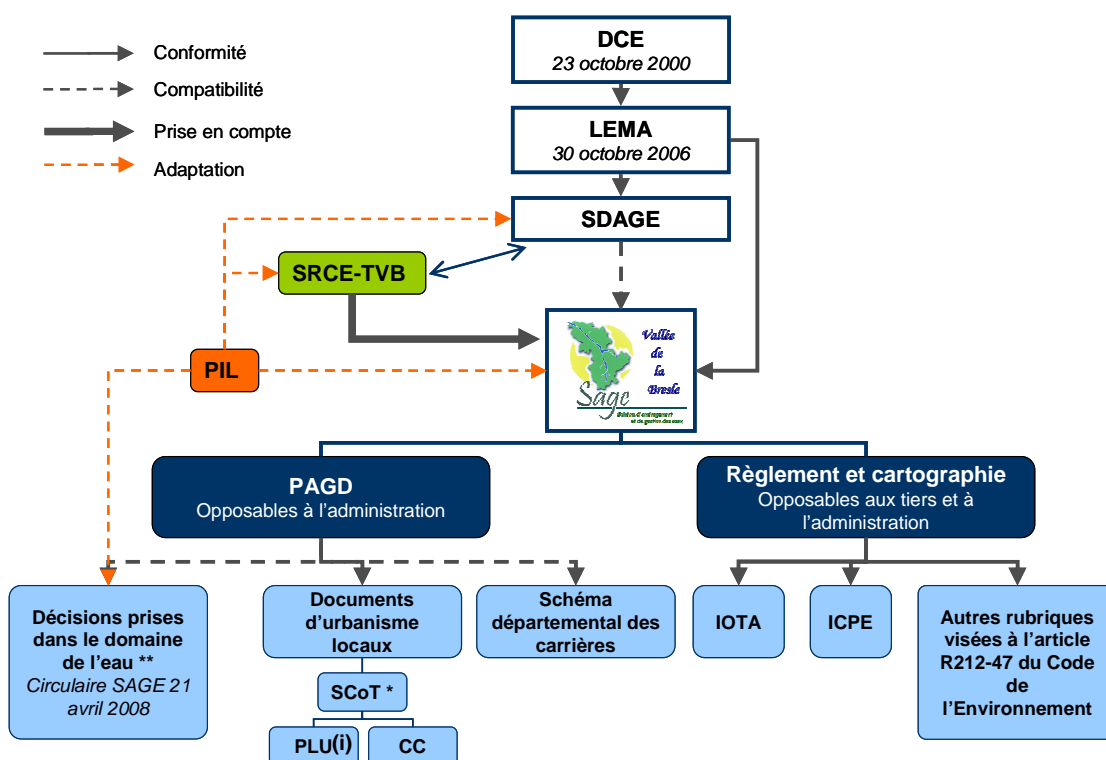 Conformité
Compatibilité
Prise en compte
Adaptation
DCE
23 octobre 2000
LEMA
30 octobre 2006
SDAGE
SRCE-TVB
PIL
Vallée
de
la
Bresle
Sage
PAGD
Opposables à l'administration
Règlement et cartographie
Opposables aux tiers et à
l'administration
Décisions prises
dans le domaine
de l'eau **
Circulaire SAGE 21
avril 2008
Documents
d'urbanisme
locaux
SCoT *
PLU(i)
CC
Schéma
départemental des
carrières
IOTA
ICPE
Autres rubriques
visées à l'article
R212-47 du Code
de
l'Environnement